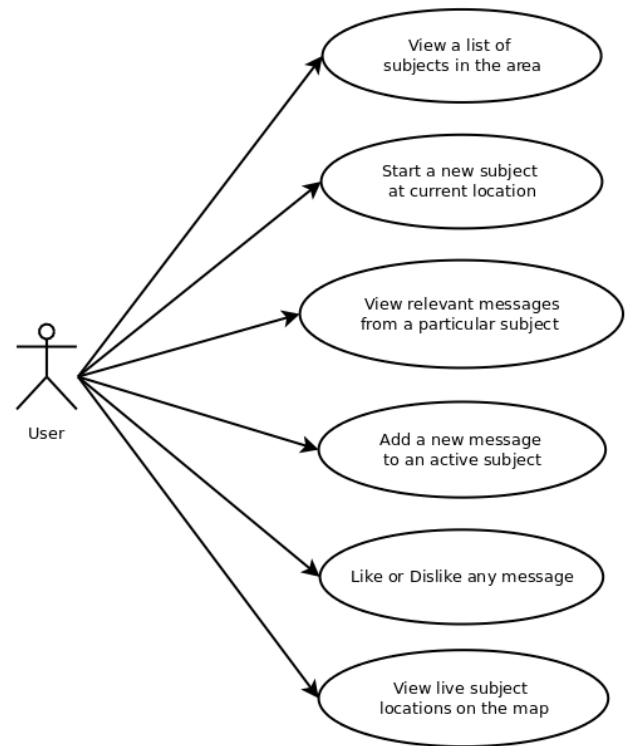 View a list of
subjects in the area
Start a new subject
at current location
View relevant messages
from a particular subject
User
Add a new message
to an active subject
Like or Dislike any message
View live subject
locations on the map